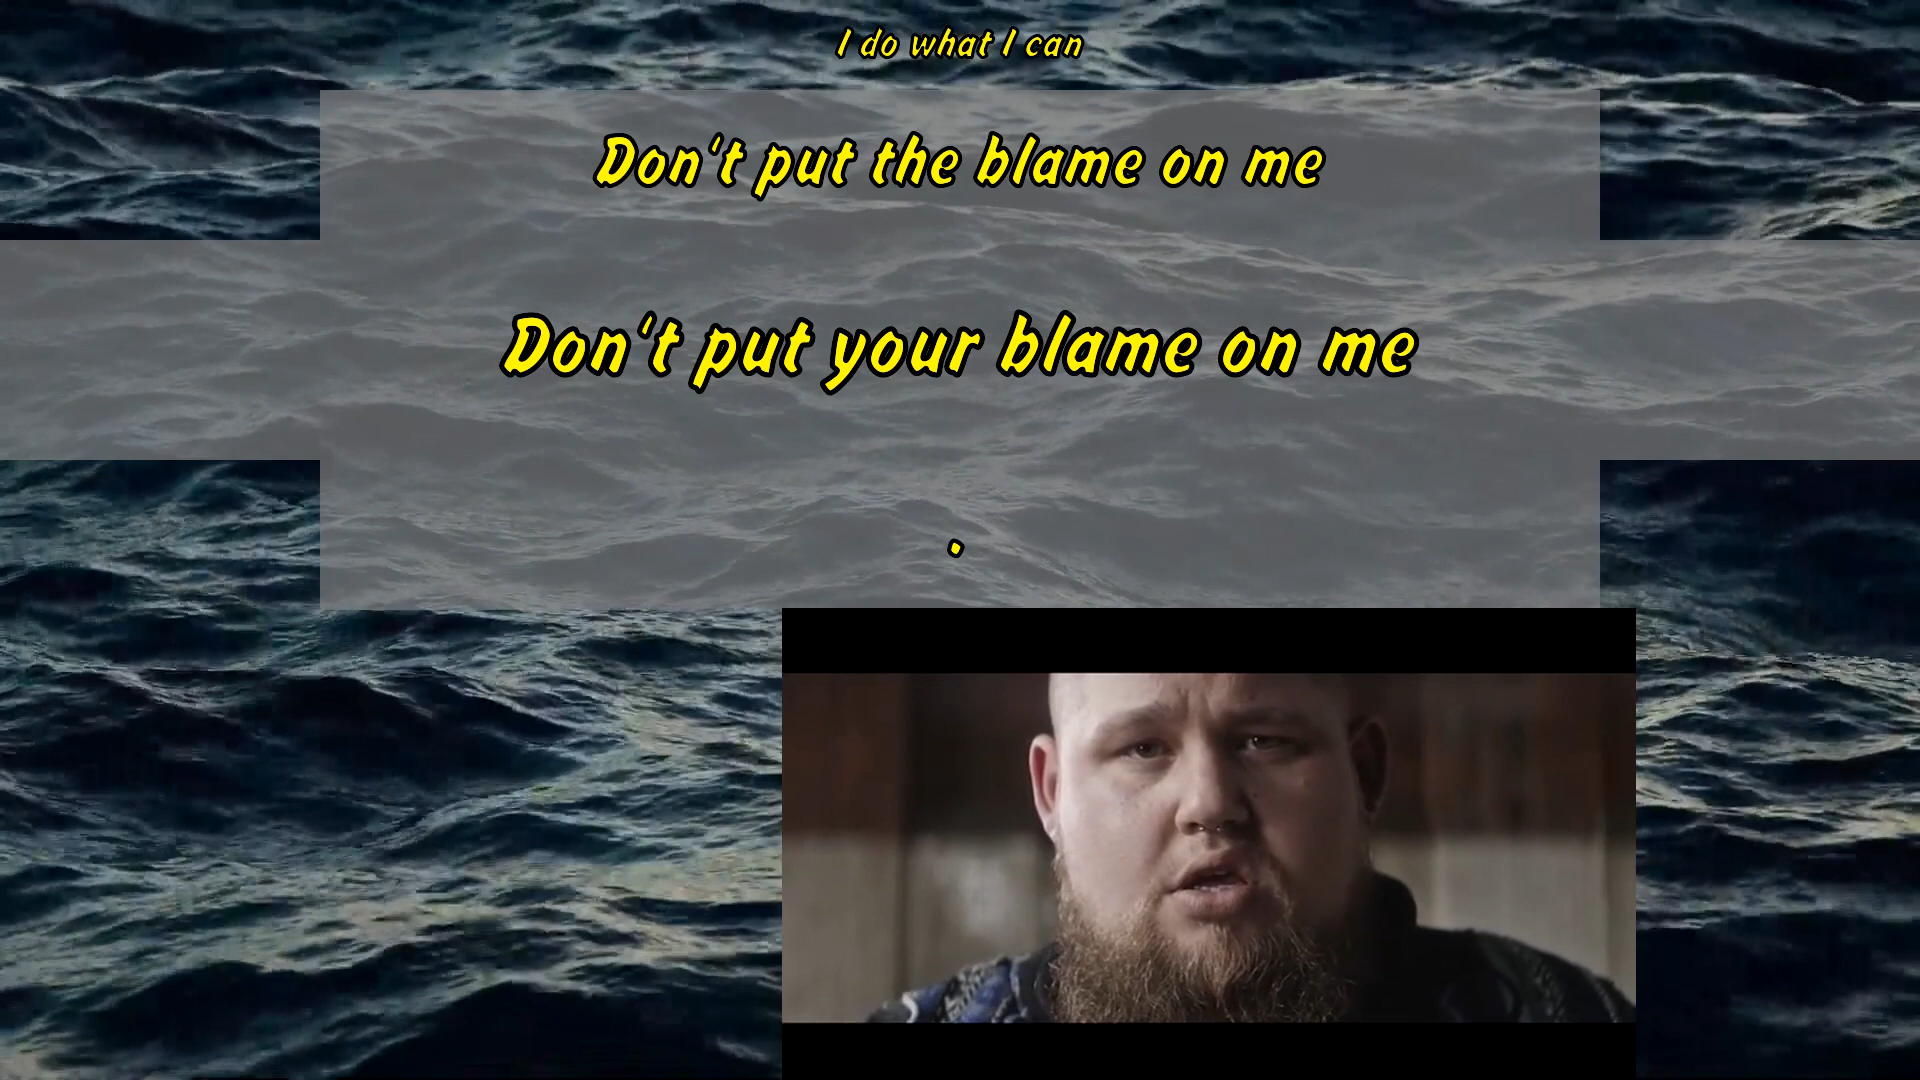 I do what I can
Don't put the blame on me
Don't put your blame on me
.